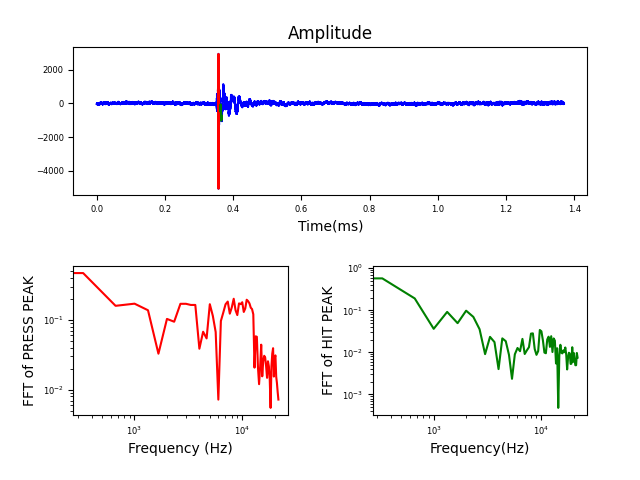 Amplitude
2000
0
−2000
−4000
0.0 0.2 0.4 0.6 0.8 1.0 1.2 1.4
Time(ms)
FFT of PRESS PEAK
10⁻¹
10⁻²
10³ 10⁴
Frequency (Hz)
FFT of HIT PEAK
10⁰
10⁻¹
10⁻²
10⁻³
10³ 10⁴
Frequency(Hz)